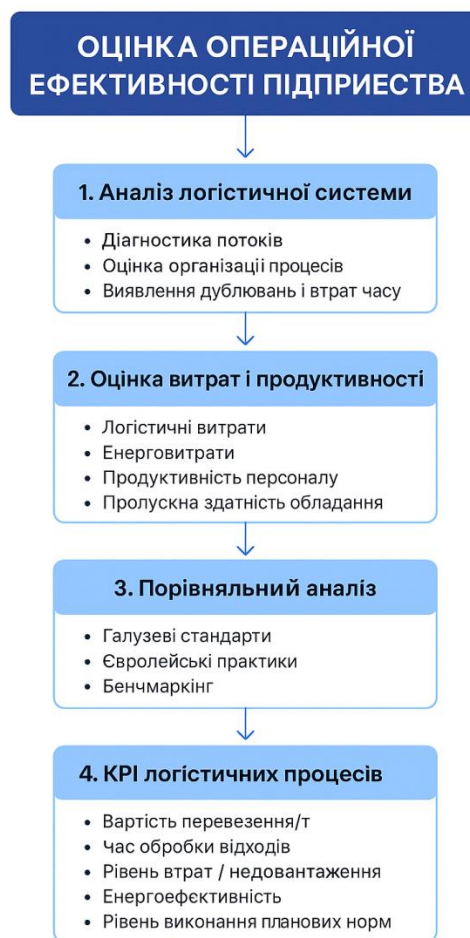 ОЦІНКА ОПЕРАЦІЙНОЇ
ЕФЕКТИВНОСТІ ПІДПРИЕСТВА
1. Аналіз логістичної системи
• Діагностика потоків
• Оцінка організації процесів
• Виявлення дублювань і втрат часу
2. Оцінка витрат і продуктивності
• Логістичні витрати
• Енерговитрати
• Продуктивність персоналу
• Пропускна здатність обладання
3. Порівняльний аналіз
• Галузеві стандарти
• Євролейські практики
• Бенчмаркінг
4. KPI логістичних процесів
• Вартість перевезення/т
• Час обробки відходів
• Рівень втрат / недовантаження
• Енергоефективність
• Рівень виконання планових норм